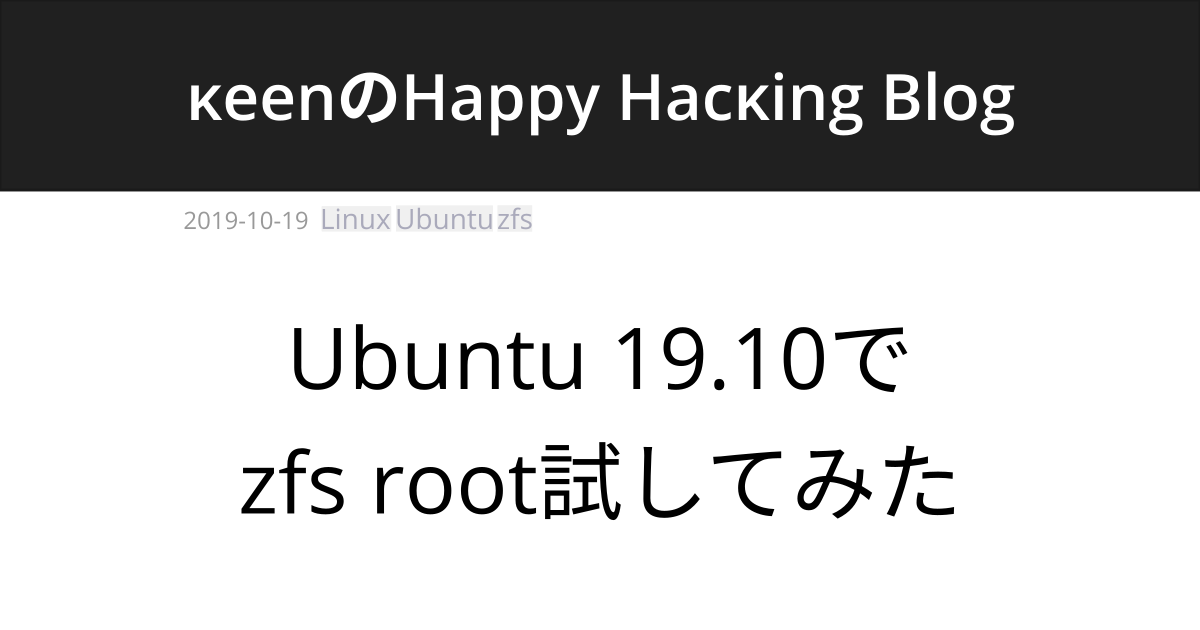 κeenのHappy Hacκing Blog
2019-10-19 Linux Ubuntu zfs
Ubuntu 19.10で
zfs root試してみた